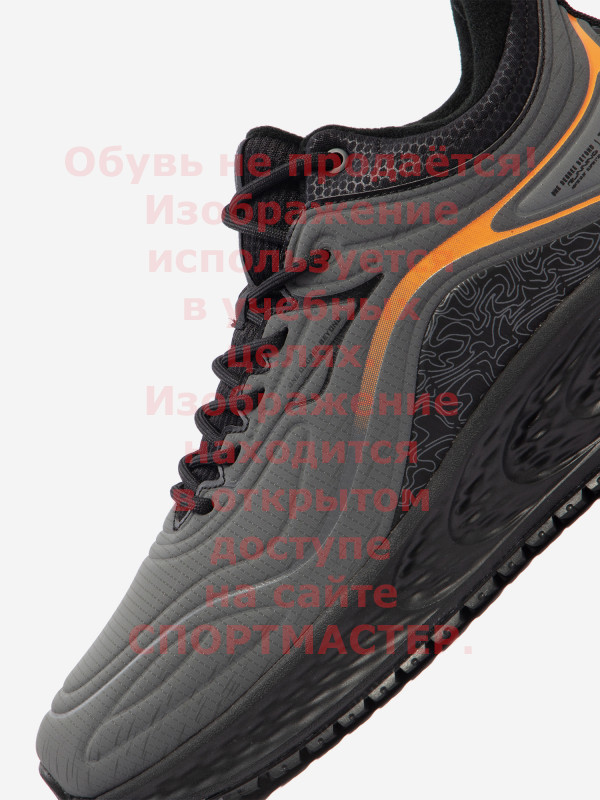 Обувь не продаётся!
Изображение
используется
в учебных
целях
Изображение
находится
в открытом
доступе
на сайте
СПОРТМАСТЕР.